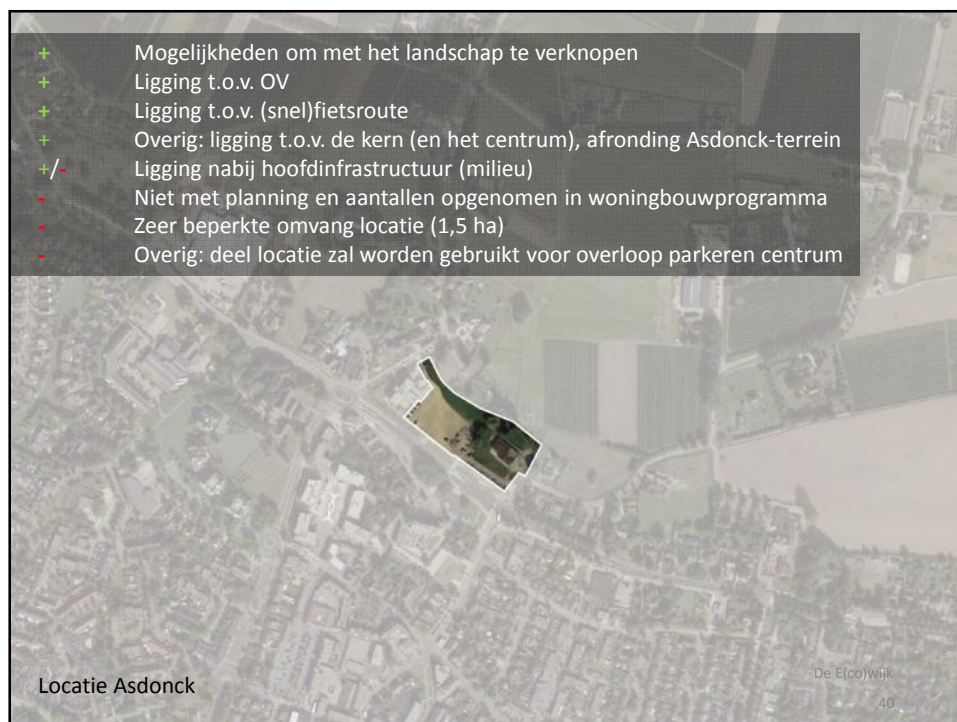 + Mogelijkheden om met het landschap te verknopen
+ Ligging t.o.v. OV
+ Ligging t.o.v. (snel)fietsroute
+ Overig: ligging t.o.v. de kern (en het centrum), afronding Asdonck-terrein
+/- Ligging nabij hoofdinfrastructuur (milieu)
- Niet met planning en aantallen opgenomen in woningbouwprogramma
- Zeer beperkte omvang locatie (1,5 ha)
- Overig: deel locatie zal worden gebruikt voor overloop parkeren centrum
Locatie Asdonck
De E(co)wijk
40